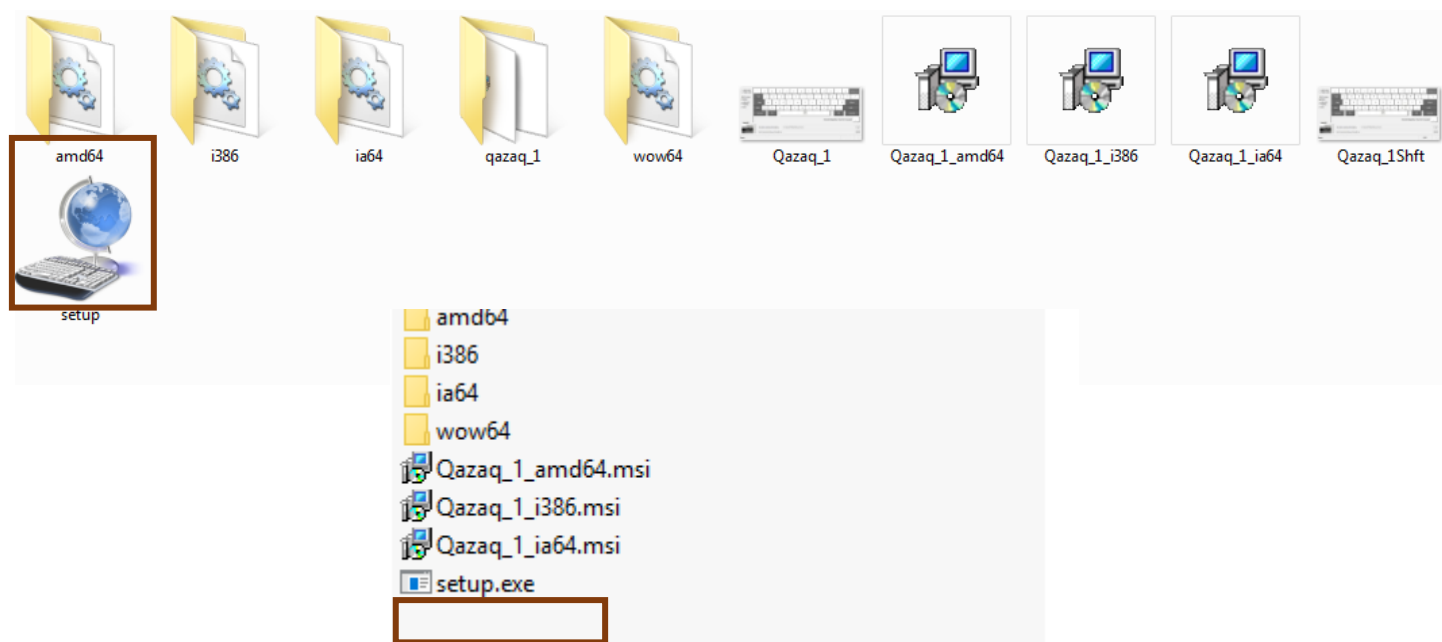 amd64 i386 ia64 qazaq_1 wow64 Qazaq_1 Qazaq_1_amd64 Qazaq_1_i386 Qazaq_1_ia64 Qazaq_1Shft
setup
amd64
i386
ia64
wow64
Qazaq_1_amd64.msi
Qazaq_1_i386.msi
Qazaq_1_ia64.msi
setup.exe